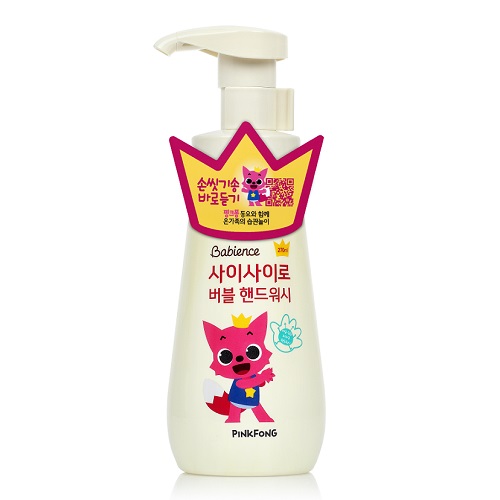 손씻기송
바로듣기
핑크퐁 동요와 함께
온가족의 습관놀이
Babience
270ml
사이사이로
버블 핸드워시
PINKFONG